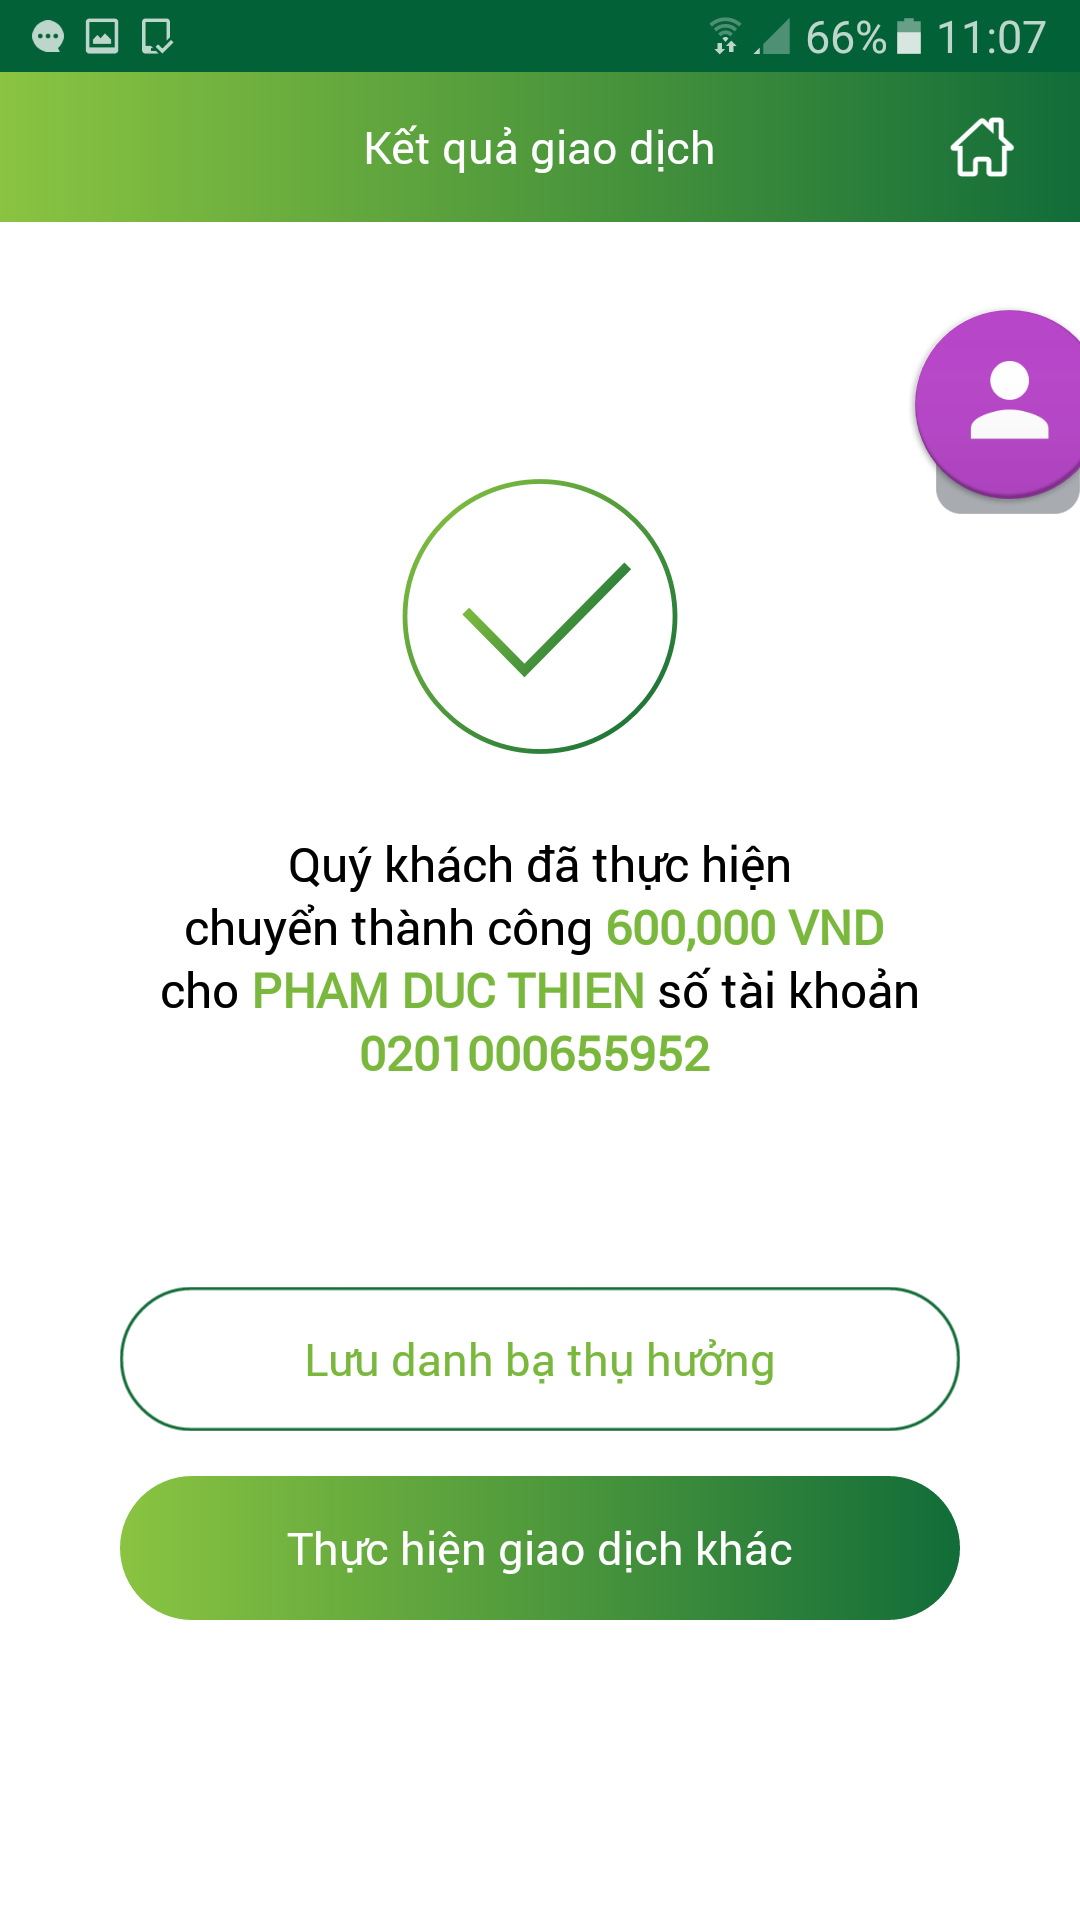 66% 11:07
Kết quả giao dịch
Quý khách đã thực hiện
chuyển thành công 600,000 VND
cho PHAM DUC THIEN số tài khoản
0201000655952
Lưu danh bạ thụ hưởng
Thực hiện giao dịch khác